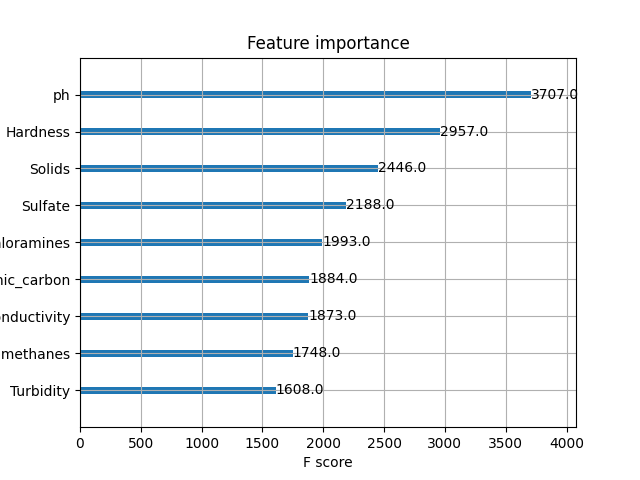 Feature importance
ph
3707.0
Hardness
2957.0
Solids
2446.0
Sulfate
2188.0
loramines
1993.0
nic_carbon
1884.0
onductivity
1873.0
methanes
1748.0
Turbidity
1608.0
0 500 1000 1500 2000 2500 3000 3500 4000
F score